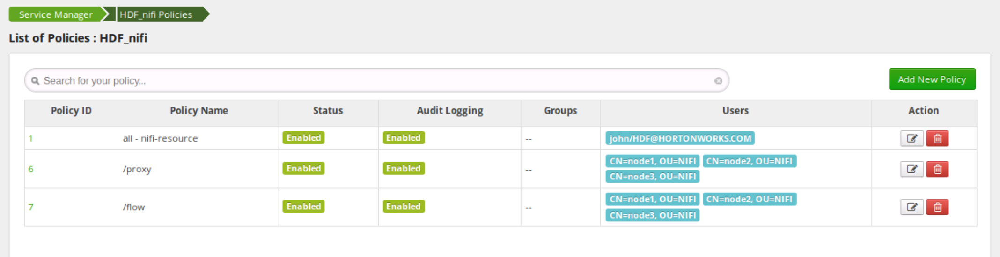 Service Manager HDF_nifi Policies
List of Policies : HDF_nifi
Search for your policy... Add New Policy
Policy ID Policy Name Status Audit Logging Groups Users Action
1 all - nifi-resource Enabled Enabled -- john/HDF@HORTONWORKS.COM
6 /proxy Enabled Enabled -- CN=node1, OU=NIFI CN=node2, OU=NIFI
CN=node3, OU=NIFI
7 /flow Enabled Enabled -- CN=node1, OU=NIFI CN=node2, OU=NIFI
CN=node3, OU=NIFI